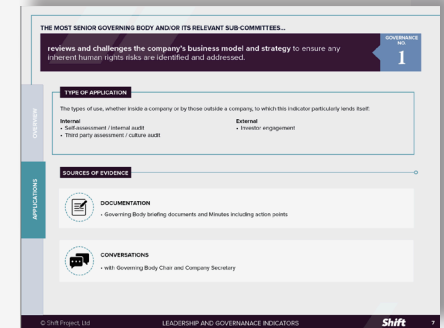 THE MOST SENIOR GOVERNING BODY AND/OR ITS RELEVANT SUB-COMMITTEES...
reviews and challenges the company's business model and strategy to ensure any
inherent human rights risks are identified and addressed.
GOVERNANCE
NO.
1
OVERVIEW
TYPE OF APPLICATION
The types of use, whether inside a company or by those outside a company, to which this indicator particularly lends itself:
Internal
• Self-assessment / internal audit
• Third party assessment / culture audit
External
• Investor engagement
APPLICATIONS
SOURCES OF EVIDENCE
DOCUMENTATION
• Governing Body briefing documents and Minutes including action points
CONVERSATIONS
• with Governing Body Chair and Company Secretary
© Shift Project, Ltd
LEADERSHIP AND GOVERNANACE INDICATORS
Shift
7